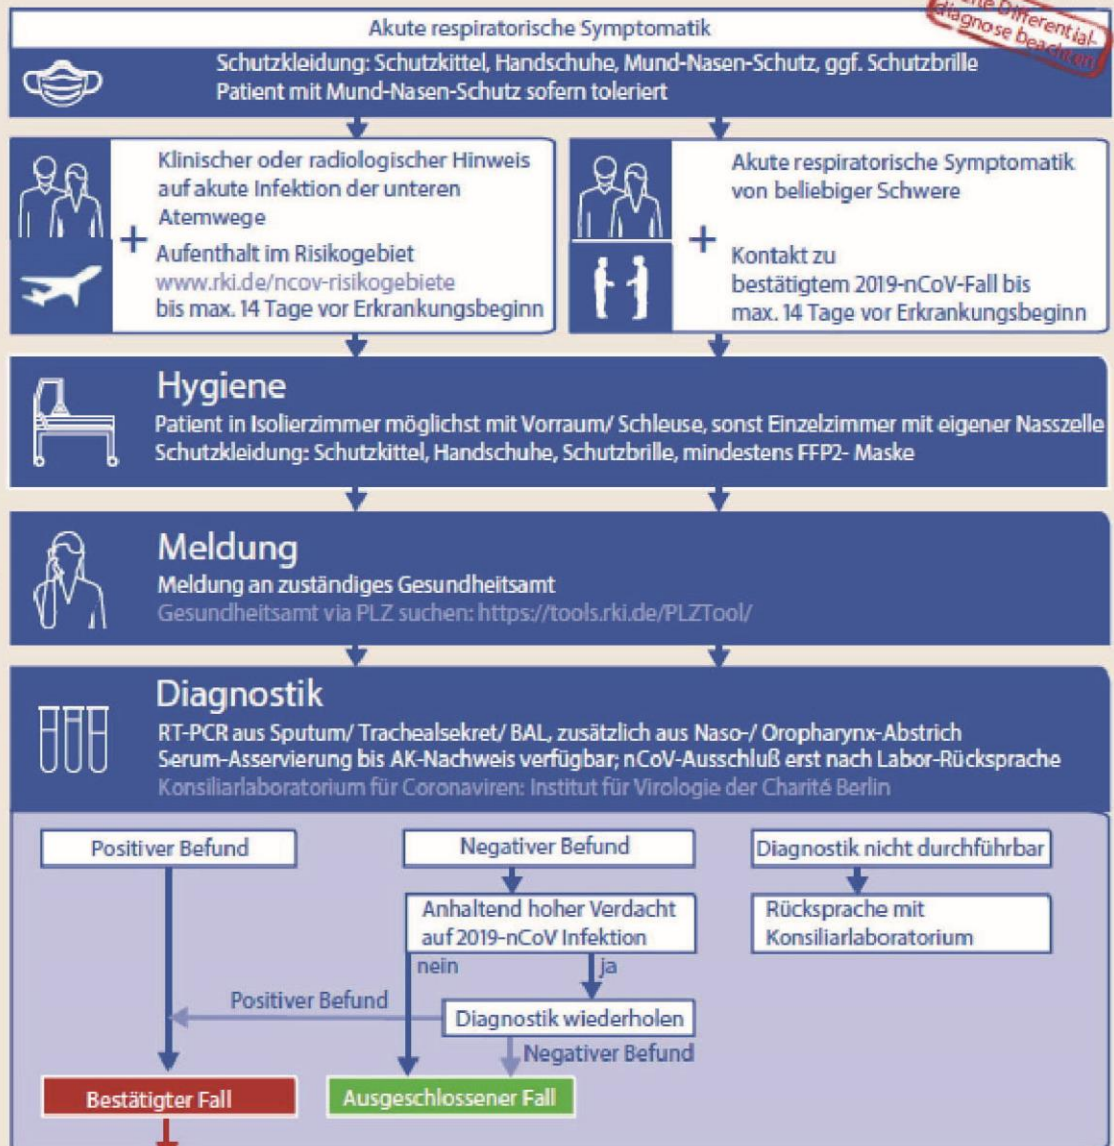 Differential-
diagnose beachten
Akute respiratorische Symptomatik
Schutzkleidung: Schutzkittel, Handschuhe, Mund-Nasen-Schutz, ggf. Schutzbrille
Patient mit Mund-Nasen-Schutz sofern toleriert
Klinischer oder radiologischer Hinweis
auf akute Infektion der unteren
Atemwege
+
Aufenthalt im Risikogebiet
www.rki.de/ncov-risikogebiete
bis max. 14 Tage vor Erkrankungsbeginn
Akute respiratorische Symptomatik
von beliebiger Schwere
+
Kontakt zu
bestätigtem 2019-nCoV-Fall bis
max. 14 Tage vor Erkrankungsbeginn
Hygiene
Patient in Isolierzimmer möglichst mit Vorraum/ Schleuse, sonst Einzelzimmer mit eigener Nasszelle
Schutzkleidung: Schutzkittel, Handschuhe, Schutzbrille, mindestens FFP2- Maske
Meldung
Meldung an zuständiges Gesundheitsamt
Gesundheitsamt via PLZ suchen: https://tools.rki.de/PLZTool/
Diagnostik
RT-PCR aus Sputum/ Trachealsekret/ BAL, zusätzlich aus Naso-/ Oropharynx-Abstrich
Serum-Asservierung bis AK-Nachweis verfügbar; nCoV-Ausschluß erst nach Labor-Rücksprache
Konsiliarlaboratorium für Coronaviren: Institut für Virologie der Charité Berlin
Positiver Befund
Negativer Befund
Diagnostik nicht durchführbar
Anhaltend hoher Verdacht
auf 2019-nCoV Infektion
Rücksprache mit
Konsiliarlaboratorium
nein
ja
Positiver Befund
Diagnostik wiederholen
Negativer Befund
Bestätigter Fall
Ausgeschlossener Fall